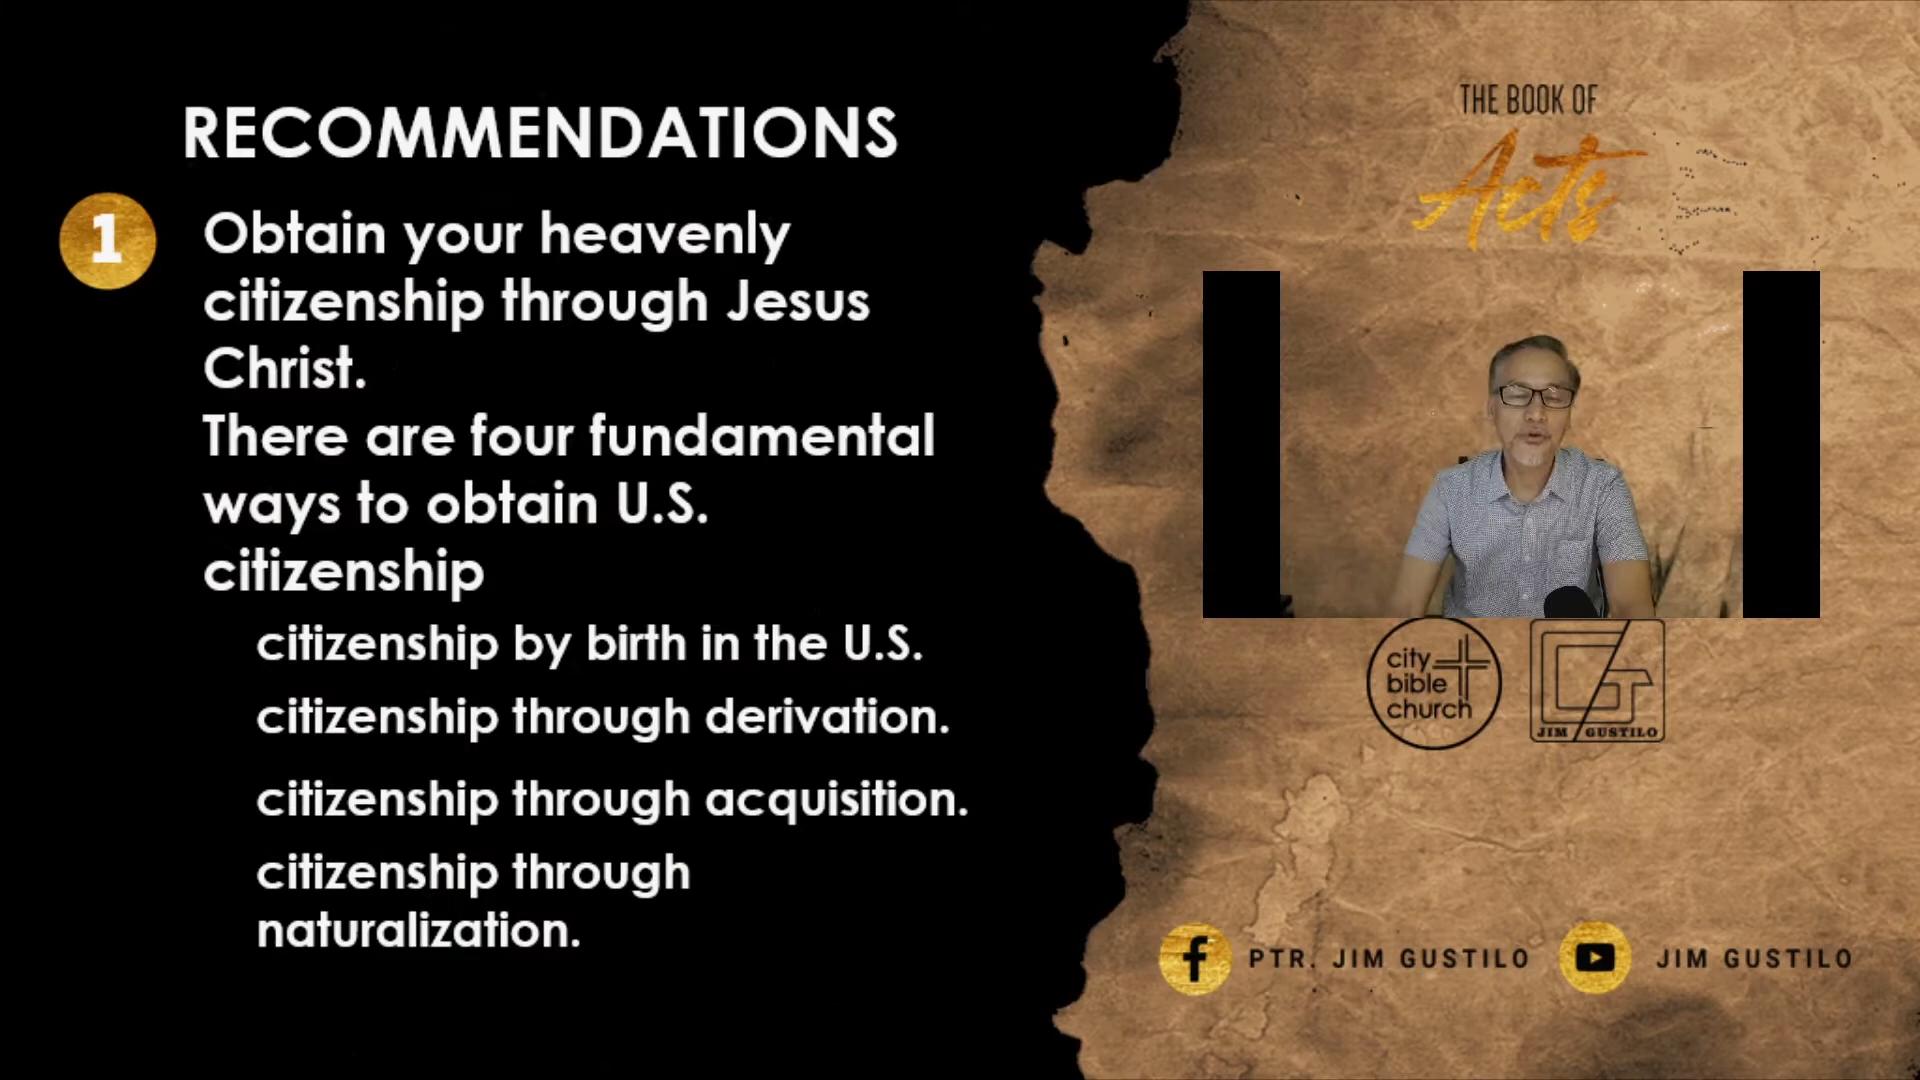 RECOMMENDATIONS
1
Obtain your heavenly
citizenship through Jesus
Christ.
There are four fundamental
ways to obtain U.S.
citizenship
citizenship by birth in the U.S.
citizenship through derivation.
citizenship through acquisition.
citizenship through
naturalization.
THE BOOK OF
Acts
city
bible
church
JIM GUSTILO
PTR. JIM GUSTILO
JIM GUSTILO